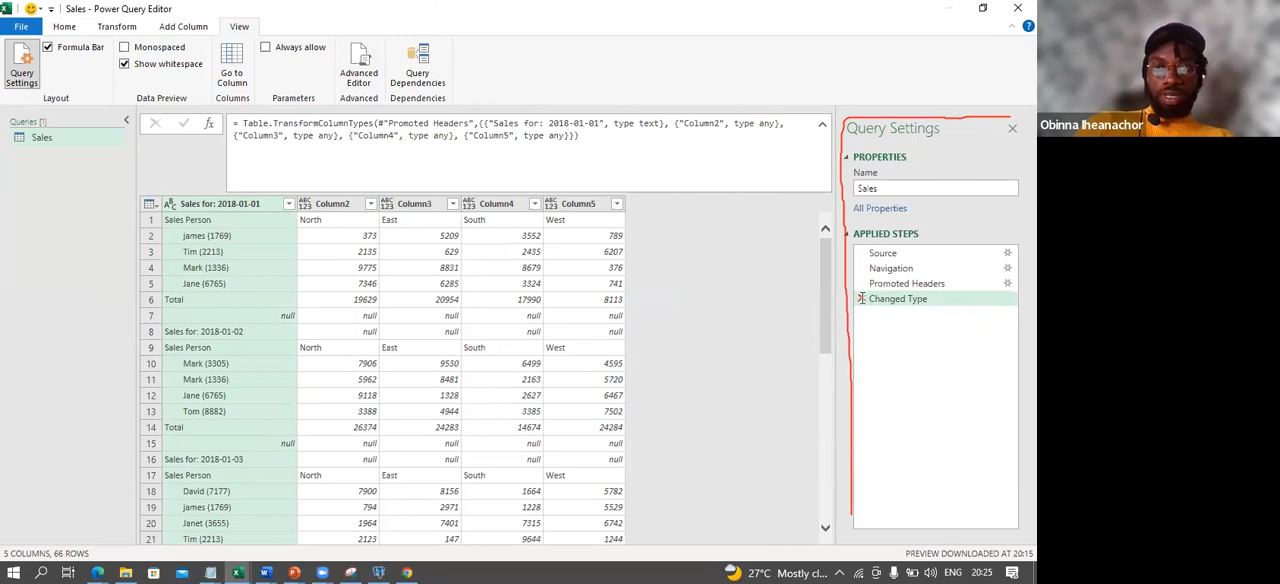 Sales - Power Query Editor
File Home Transform Add Column View
Query Settings
Formula Bar
Layout
Monospaced
Show whitespace
Data Preview
Go to Column
Columns
Always allow
Parameters
Advanced Editor
Advanced
Query Dependencies
Dependencies
Obinna Iheanachor
Queries [1]
Sales
fx
= Table.TransformColumnTypes(#"Promoted Headers",{{"Sales for: 2018-01-01", type text}, {"Column2", type any},
{"Column3", type any}, {"Column4", type any}, {"Column5", type any}})
Sales for: 2018-01-01 Column2 Column3 Column4 Column5
1 Sales Person North East South West
2 james (1769) 373 5209 3552 789
3 Tim (2213) 2135 629 2435 6207
4 Mark (1336) 9775 8831 8679 376
5 Jane (6765) 7346 6285 3324 741
6 Total 19629 20954 17990 8113
7 null null null null null
8 Sales for: 2018-01-02 null null null null
9 Sales Person North East South West
10 Mark (3305) 7906 9530 6499 4595
11 Mark (1336) 5962 8481 2163 5720
12 Jane (6765) 9118 1328 2627 6467
13 Tom (8882) 3388 4944 3385 7502
14 Total 26374 24283 14674 24284
15 null null null null null
16 Sales for: 2018-01-03 null null null null
17 Sales Person North East South West
18 David (7177) 7900 8156 1664 5782
19 james (1769) 794 2971 1228 5529
20 Janet (3655) 1964 7401 7315 6742
21 Tim (2213) 2123 147 9644 1244
Query Settings
PROPERTIES
Name
Sales
All Properties
APPLIED STEPS
Source
Navigation
Promoted Headers
Changed Type
5 COLUMNS, 66 ROWS
PREVIEW DOWNLOADED AT 20:15
27°C Mostly cl... ENG 20:25